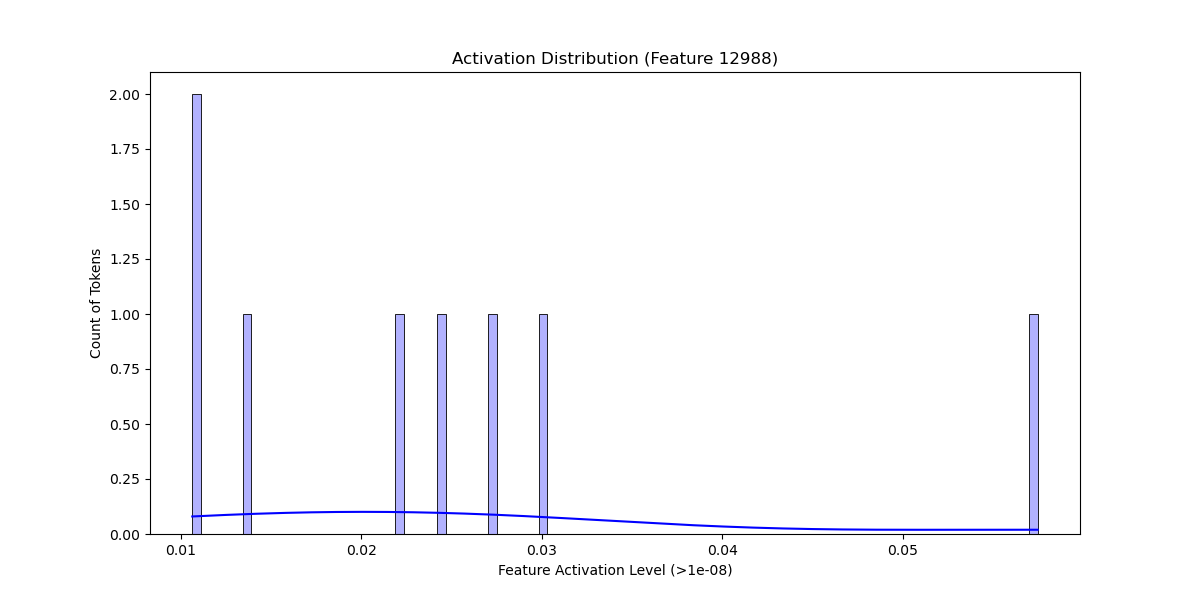 Activation Distribution (Feature 12988)
2.00
1.75
1.50
1.25
1.00
0.75
0.50
0.25
0.00
Count of Tokens
0.01 0.02 0.03 0.04 0.05
Feature Activation Level (>1e-08)